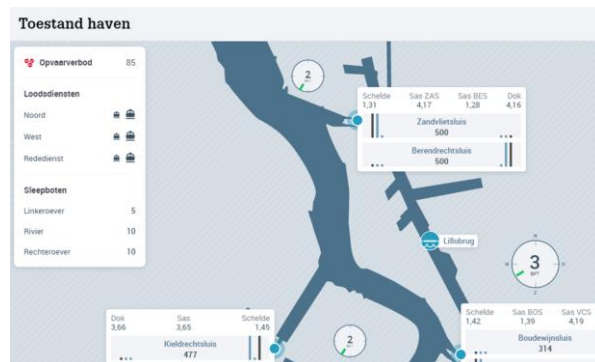 Toestand haven
Opvaarverbod 85
Loodsdiensten
Noord
West
Rededienst
Sleepboten
Linkeroever 5
Rivier 10
Rechteroever 10
2
BFT
Schelde Sas ZAS Sas BES Dok
1,31 4,17 1,28 4,16
Zandvlietsluis
500
Berendrechtsluis
500
Lillobrug
N
3
BFT
Z
Dok Sas Schelde
3,66 3,65 1,45
Kieldrechtsluis
477
2
BFT
Schelde Sas BOS Sas VCS
1,42 1,39 4,19
Boudewijnsluis
314